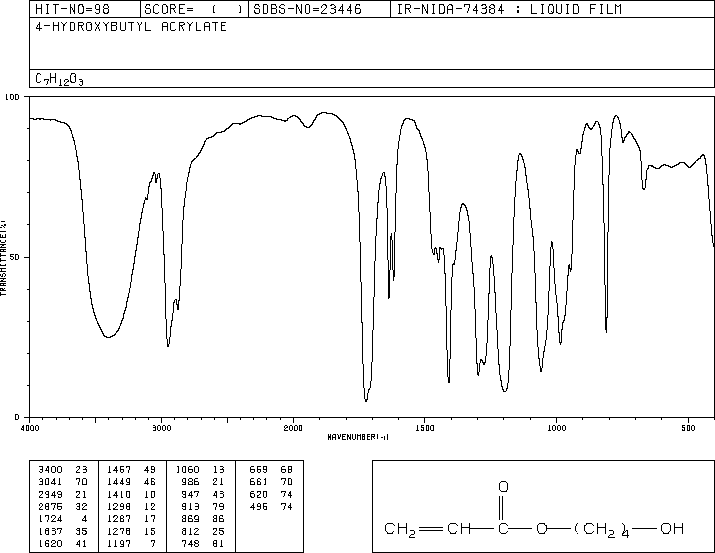 HIT-NO=98 SCORE= ( ) SDBS-NO=23446 IR-NIDA-74384 : LIQUID FILM
4-HYDROXYBUTYL ACRYLATE
C7H12O3
100
50
0
TRANSMITTANCE(%)
4000 3000 2000 1500 1000 500
WAVENUMBER(-1)
3400 23 1467 49 1060 13 669 68
3041 70 1449 46 986 21 661 70
2949 21 1410 10 947 45 620 74
2875 32 1298 12 913 79 496 74
1724 4 1287 17 869 86
1637 35 1278 15 812 25
1620 41 1197 7 748 81
O
CH2 CH C O (CH2)4 OH